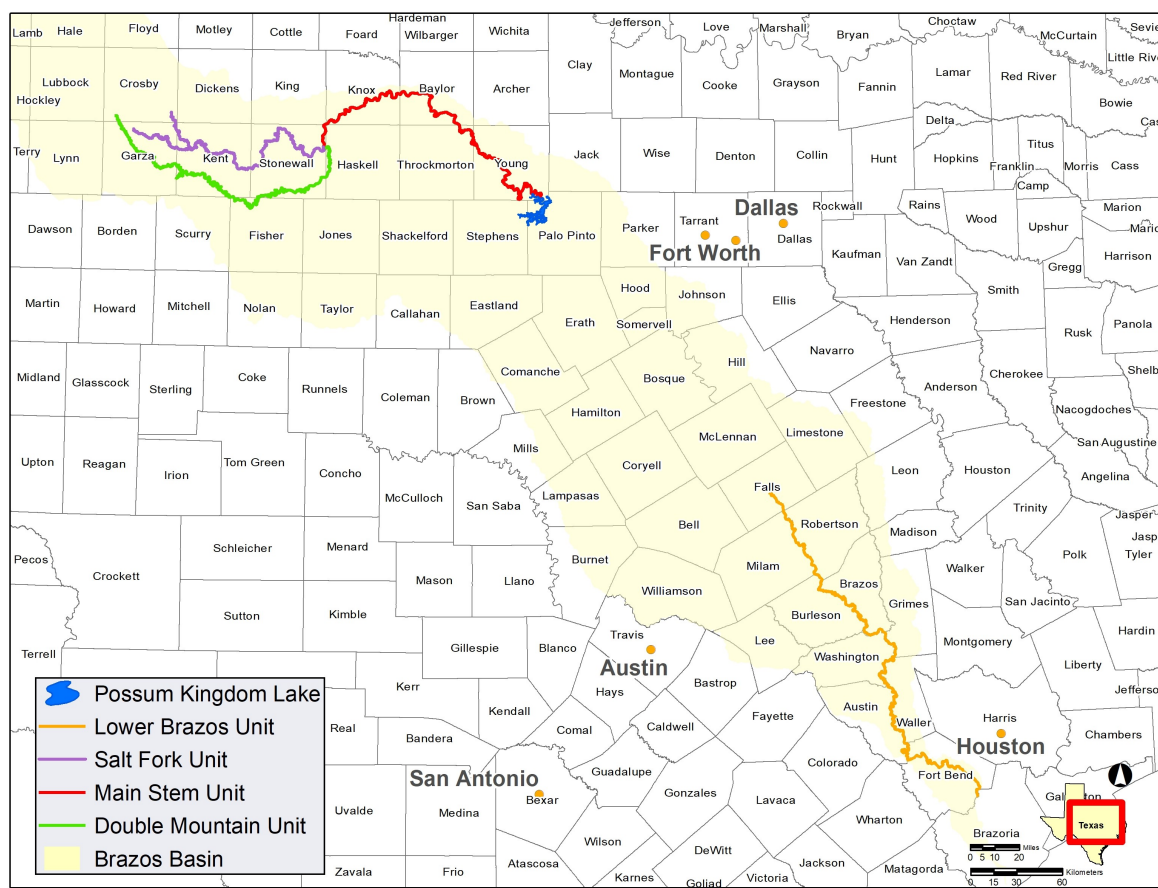 Hardeman
Choctaw
Lamb
Hale
Floyd
Motley
Cottle
Foard
Wilbarger
Wichita
Jefferson
Love
Marshall
Bryan
McCurtain
Sevie
Little Rive
Clay
Montague
Cooke
Grayson
Fannin
Lamar
Red River
Bowie
Cas
Lubbock
Crosby
Dickens
King
Knox
Baylor
Archer
Hockley
Delta
Titus
Terry
Lynn
Garza
Kent
Stonewall
Haskell
Throckmorton
Young
Jack
Wise
Denton
Collin
Hunt
Hopkins
Franklin
Morris
Cass
Camp
Rockwall
Rains
Wood
Upshur
Marion
Mario
Dallas
Dawson
Borden
Scurry
Fisher
Jones
Shackelford
Stephens
Palo Pinto
Parker
Tarrant
Dallas
Fort Worth
Kaufman
Van Zandt
Gregg
Harrison
Smith
Martin
Howard
Mitchell
Nolan
Taylor
Callahan
Eastland
Erath
Hood
Somervell
Johnson
Ellis
Henderson
Rusk
Panola
Navarro
Hill
Midland
Glasscock
Sterling
Coke
Runnels
Coleman
Brown
Comanche
Bosque
Hamilton
Freestone
Anderson
Cherokee
Shelb
Nacogdoches
San Augustine
Mills
McLennan
Limestone
Upton
Reagan
Irion
Tom Green
Concho
McCulloch
San Saba
Lampasas
Coryell
Falls
Leon
Houston
Angelina
Bell
Robertson
Trinity
Madison
Jasper
Jasp
Tyler
Polk
Pecos
Crockett
Schleicher
Menard
Mason
Llano
Burnet
Williamson
Milam
Brazos
Walker
San Jacinto
Sutton
Kimble
Burleson
Grimes
Hardin
Terrell
Gillespie
Blanco
Travis
Lee
Washington
Montgomery
Liberty
Austin
Bastrop
Kerr
Hays
Jefferso
Real
Bandera
Kendall
Comal
Caldwell
Fayette
Austin
Waller
Harris
Houston
Chambers
San Antonio
Bexar
Guadalupe
Colorado
Fort Bend
Uvalde
Medina
Gonzales
Lavaca
Wharton
Wilson
Brazoria
Zavala
Frio
Atascosa
Karnes
DeWitt
Goliad
Victoria
Jackson
Matagorda
Possum Kingdom Lake
Lower Brazos Unit
Salt Fork Unit
Main Stem Unit
Double Mountain Unit
Brazos Basin
Texas
0 5 10 20 Miles
0 15 30 60 Kilometers